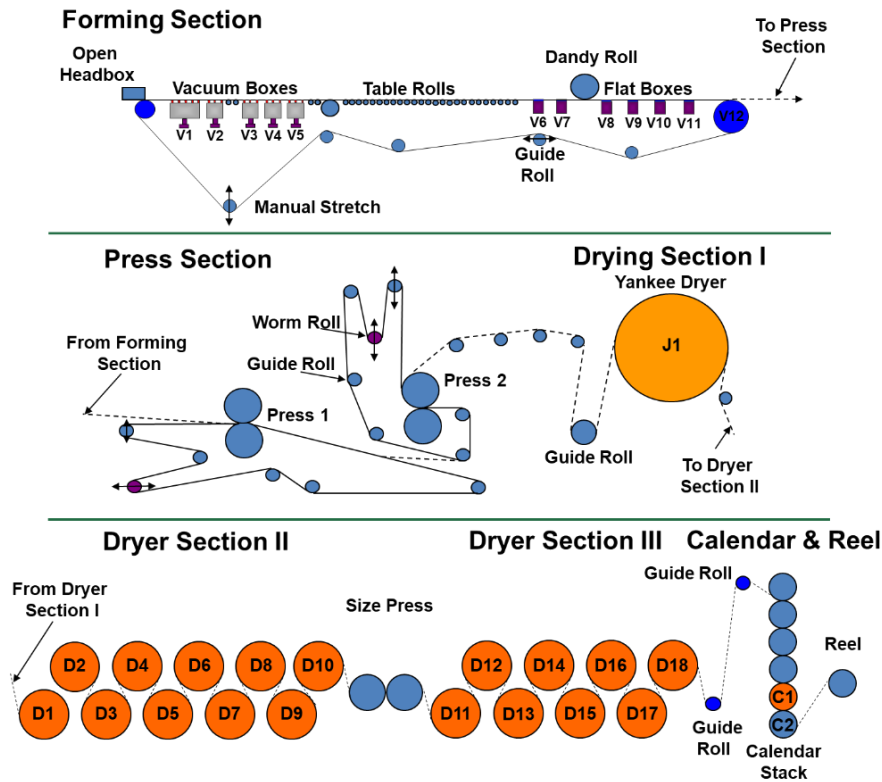 Forming Section
Open
Headbox
Vacuum Boxes
Table Rolls
Dandy Roll
Flat Boxes
To Press
Section
V1
V2
V3
V4
V5
V6
V7
V8
V9
V10
V11
V12
Guide
Roll
Manual Stretch
Press Section
Drying Section I
Yankee Dryer
J1
Worm Roll
From Forming
Section
Guide Roll
Press 1
Press 2
Guide Roll
To Dryer
Section II
Dryer Section II
Dryer Section III
Calendar & Reel
From Dryer
Section I
Size Press
Guide Roll
Reel
D2
D4
D6
D8
D10
D12
D14
D16
D18
D1
D3
D5
D7
D9
D11
D13
D15
D17
C1
C2
Guide
Roll
Calendar
Stack